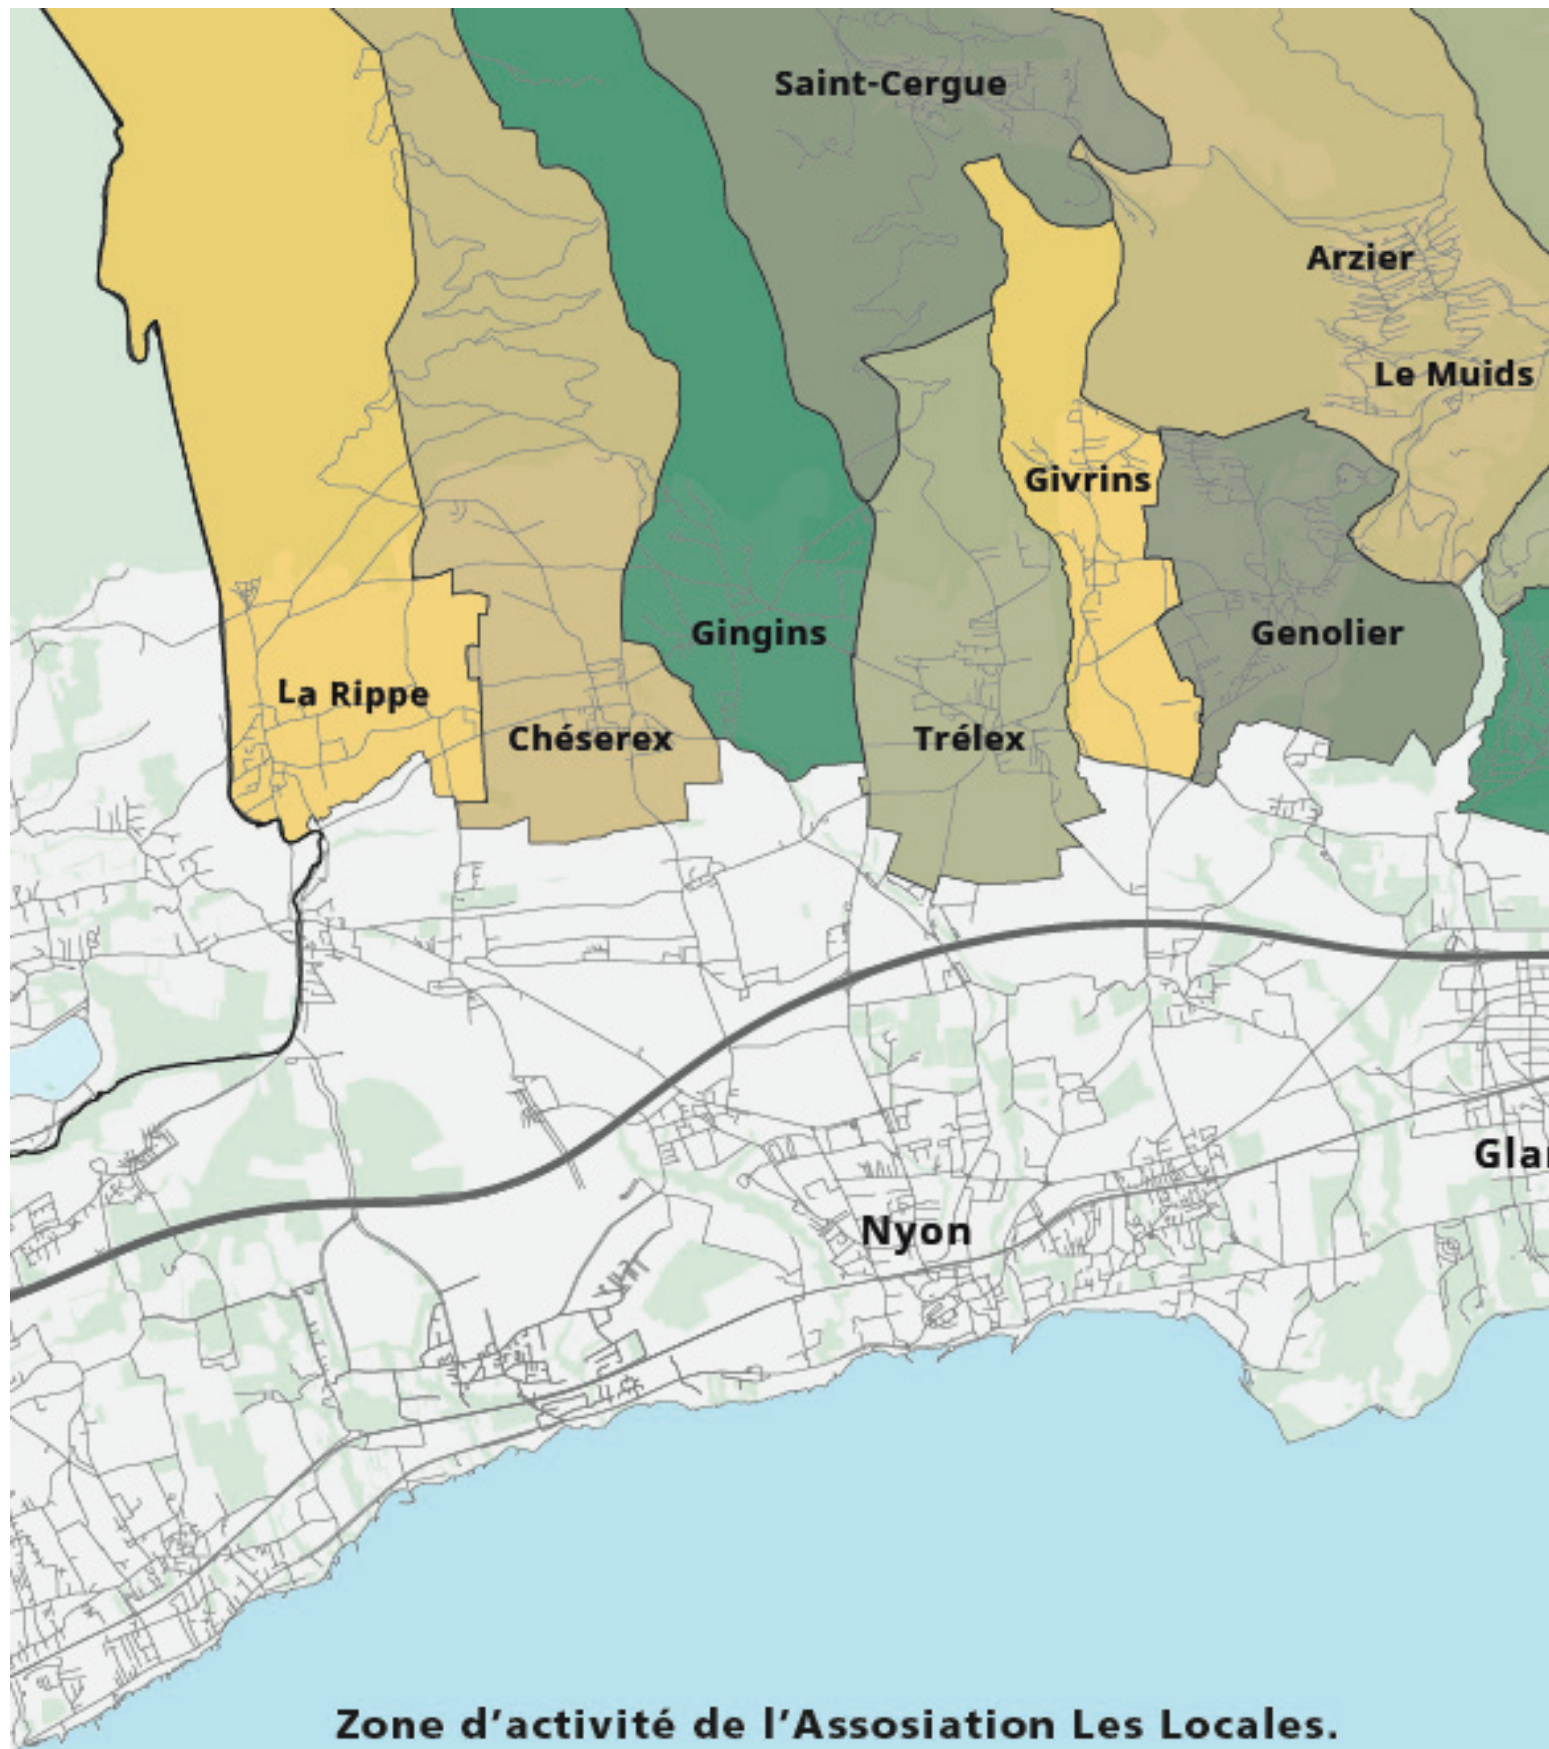 Saint-Cergue
Arzier
Le Muids
Givrins
Gingins
Genolier
La Rippe
Chéserex
Trélex
Gla
Nyon
Zone d’activité de l’Assosiation Les Locales.